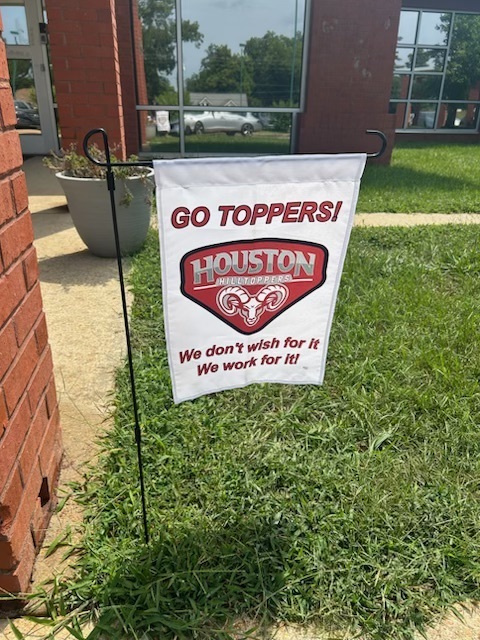 GO TOPPERS!
HOUSTON
HILLTOPPERS
We don't wish for it
We work for it!